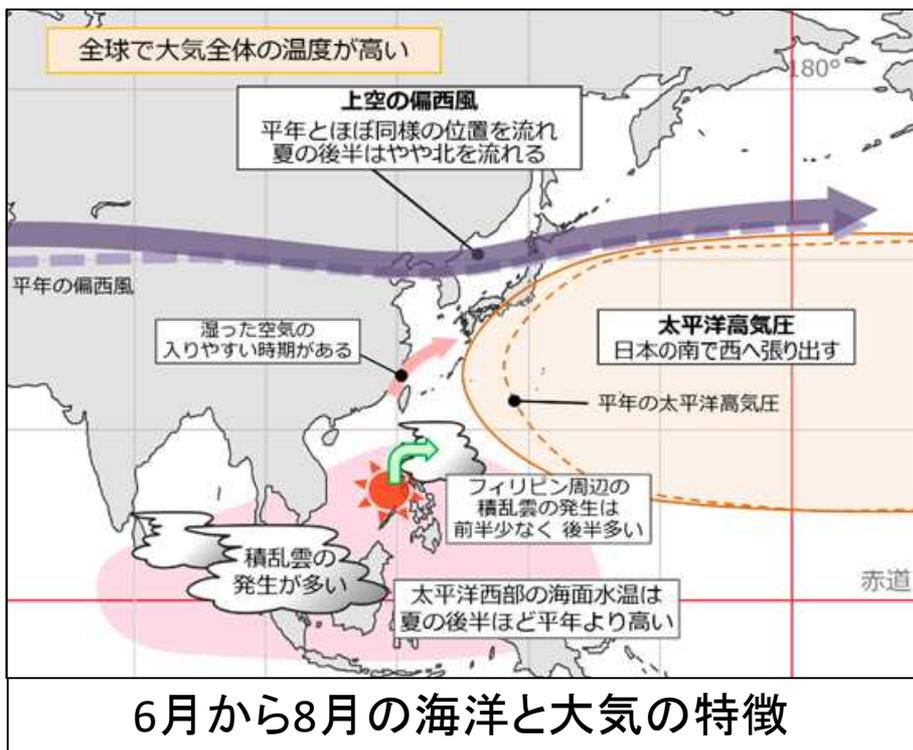 全球で大気全体の温度が高い
180°
上空の偏西風
平年とほぼ同様の位置を流れ
夏の後半はやや北を流れる
平年の偏西風
湿った空気の
入りやすい時期がある
太平洋高気圧
日本の南で西へ張り出す
平年の太平洋高気圧
フィリピン周辺の
積乱雲の発生は
前半少なく 後半多い
積乱雲の
発生が多い
赤道
太平洋西部の海面水温は
夏の後半ほど平年より高い
6月から8月の海洋と大気の特徴